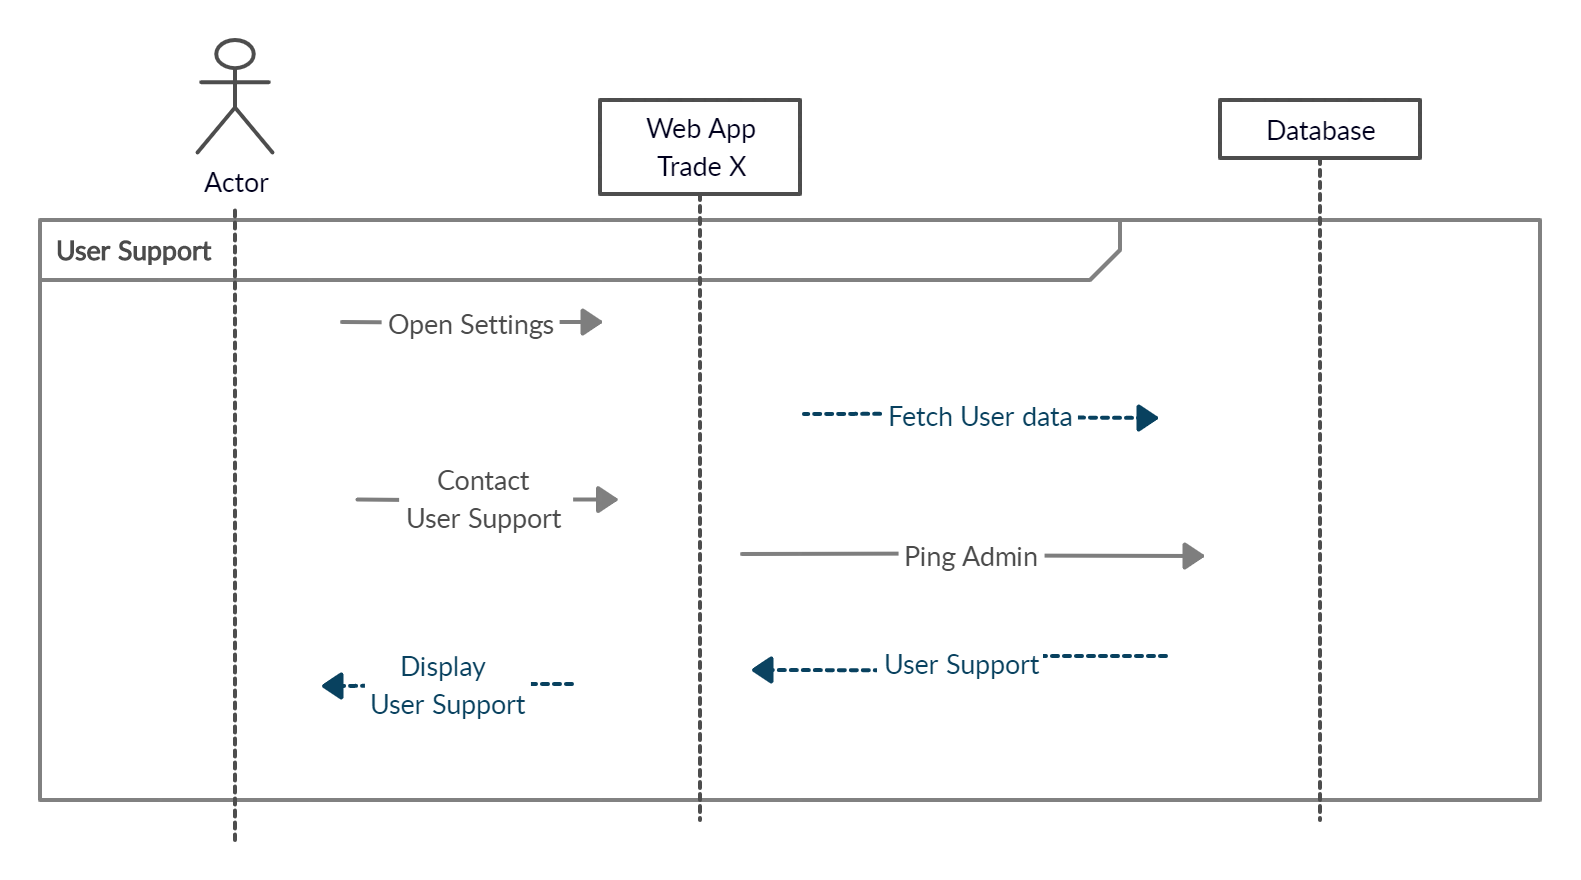 Actor
Web App
Trade X
Database
User Support
Open Settings
Fetch User data
Contact
User Support
Ping Admin
User Support
Display
User Support